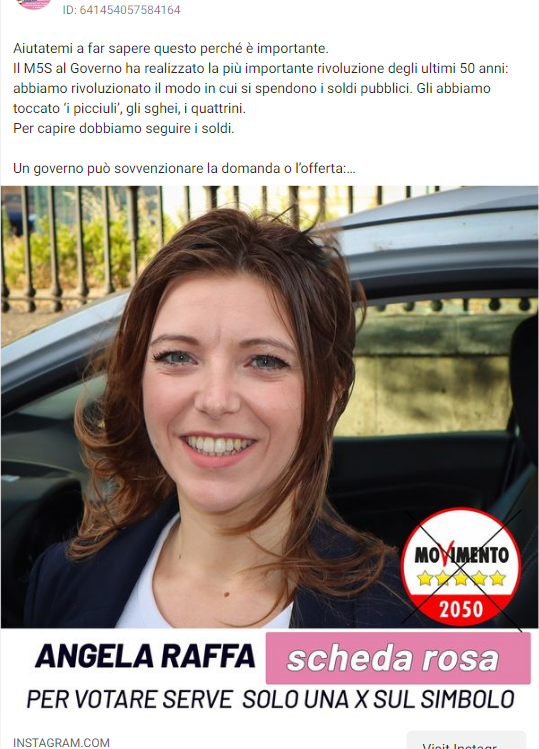 ID: 641454057584164
Aiutatemi a far sapere questo perché è importante.
Il M5S al Governo ha realizzato la più importante rivoluzione degli ultimi 50 anni:
abbiamo rivoluzionato il modo in cui si spendono i soldi pubblici. Gli abbiamo
toccato ‘i picciuli’, gli sghei, i quattrini.
Per capire dobbiamo seguire i soldi.
Un governo può sovvenzionare la domanda o l’offerta:...
MOVIMENTO
2050
ANGELA RAFFA scheda rosa
PER VOTARE SERVE SOLO UNA X SUL SIMBOLO
INSTAGRAM.COM
Visit Instagr